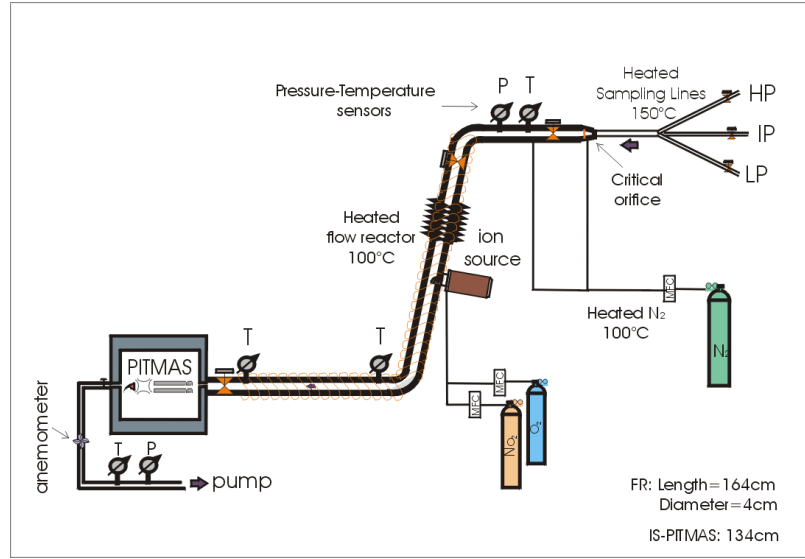 Pressure-Temperature
sensors
P
T
Heated
Sampling Lines
150°C
HP
IP
LP
Critical
orifice
Heated
flow reactor
100°C
ion
source
MFC
Heated N₂
100°C
N₂
T
T
PITMAS
MFC
MFC
NO₂
O₂
anemometer
T
P
pump
FR: Length=164cm
Diameter=4cm
IS-PITMAS: 134cm